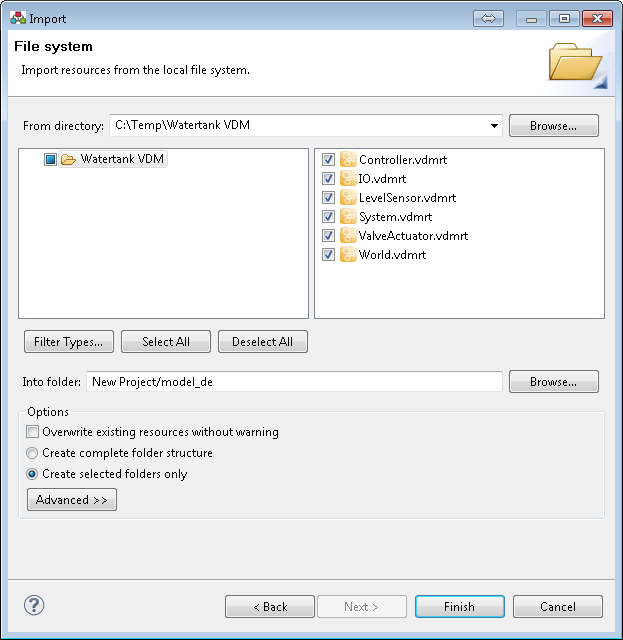 Import
File system
Import resources from the local file system.
From directory: C:\Temp\Watertank VDM Browse...
Watertank VDM
Controller.vdmrt
IO.vdmrt
LevelSensor.vdmrt
System.vdmrt
ValveActuator.vdmrt
World.vdmrt
Filter Types... Select All Deselect All
Into folder: New Project/model_de Browse...
Options
Overwrite existing resources without warning
Create complete folder structure
Create selected folders only
Advanced >>
? < Back Next > Finish Cancel